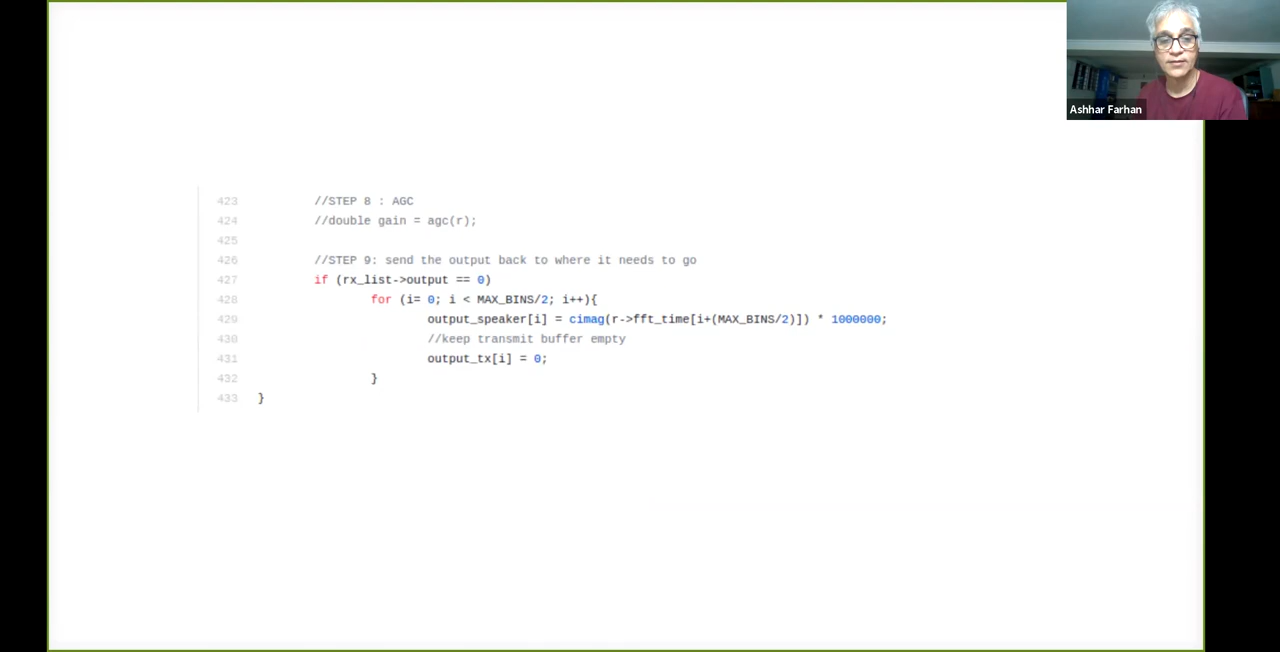 Ashhar Farhan
423 //STEP 8 : AGC
424 //double gain = agc(r);
425
426 //STEP 9: send the output back to where it needs to go
427 if (rx_list->output == 0)
428 for (i= 0; i < MAX_BINS/2; i++){
429 output_speaker[i] = cimag(r->fft_time[i+(MAX_BINS/2)]) * 1000000;
430 //keep transmit buffer empty
431 output_tx[i] = 0;
432 }
433 }